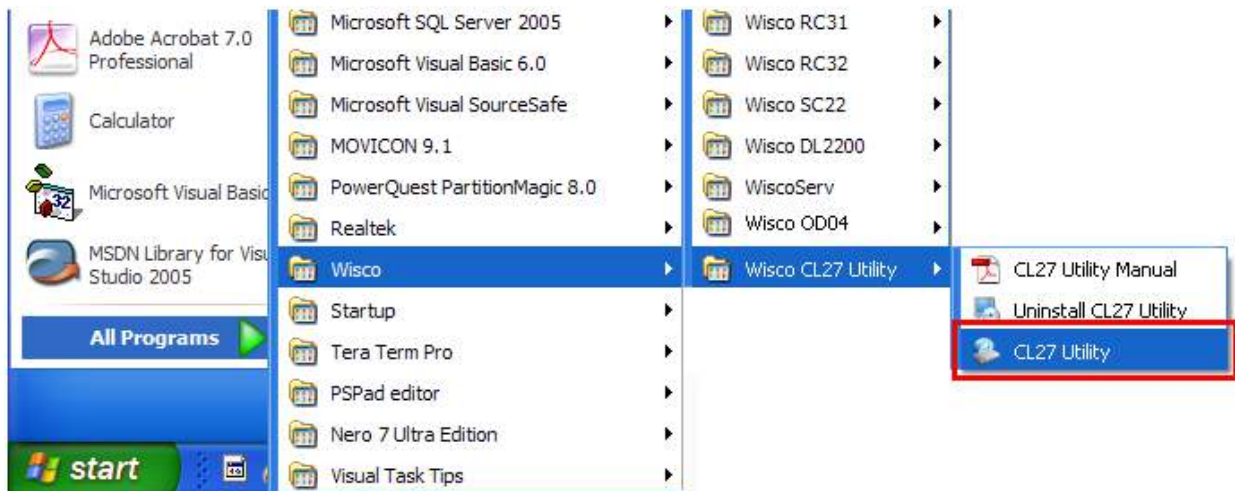 Adobe Acrobat 7.0
Professional
Calculator
Microsoft Visual Basic
MSDN Library for Visu
Studio 2005
All Programs
start
Microsoft SQL Server 2005
Microsoft Visual Basic 6.0
Microsoft Visual SourceSafe
MOVICON 9.1
PowerQuest PartitionMagic 8.0
Realtek
Wisco
Startup
Tera Term Pro
PSPad editor
Nero 7 Ultra Edition
Visual Task Tips
Wisco RC31
Wisco RC32
Wisco SC22
Wisco DL2200
WiscoServ
Wisco OD04
Wisco CL27 Utility
CL27 Utility Manual
Uninstall CL27 Utility
CL27 Utility